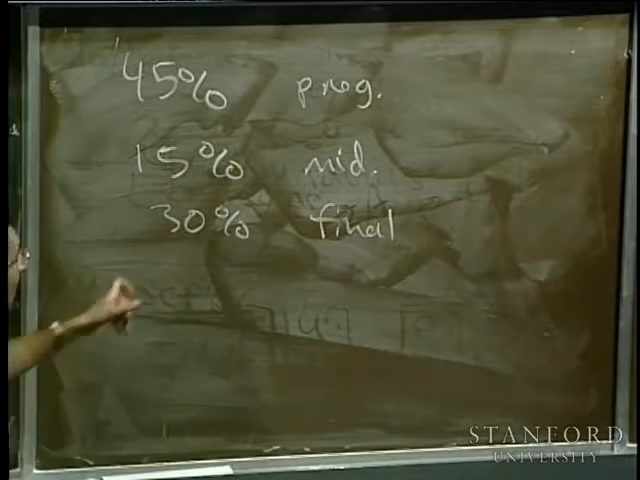 45% prog.
15% mid.
30% final
STANFORD
UNIVERSITY